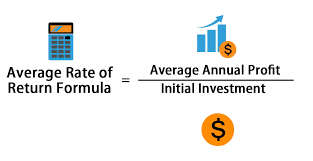 Average Rate of
Return Formula
=
Average Annual Profit
Initial Investment
$
$